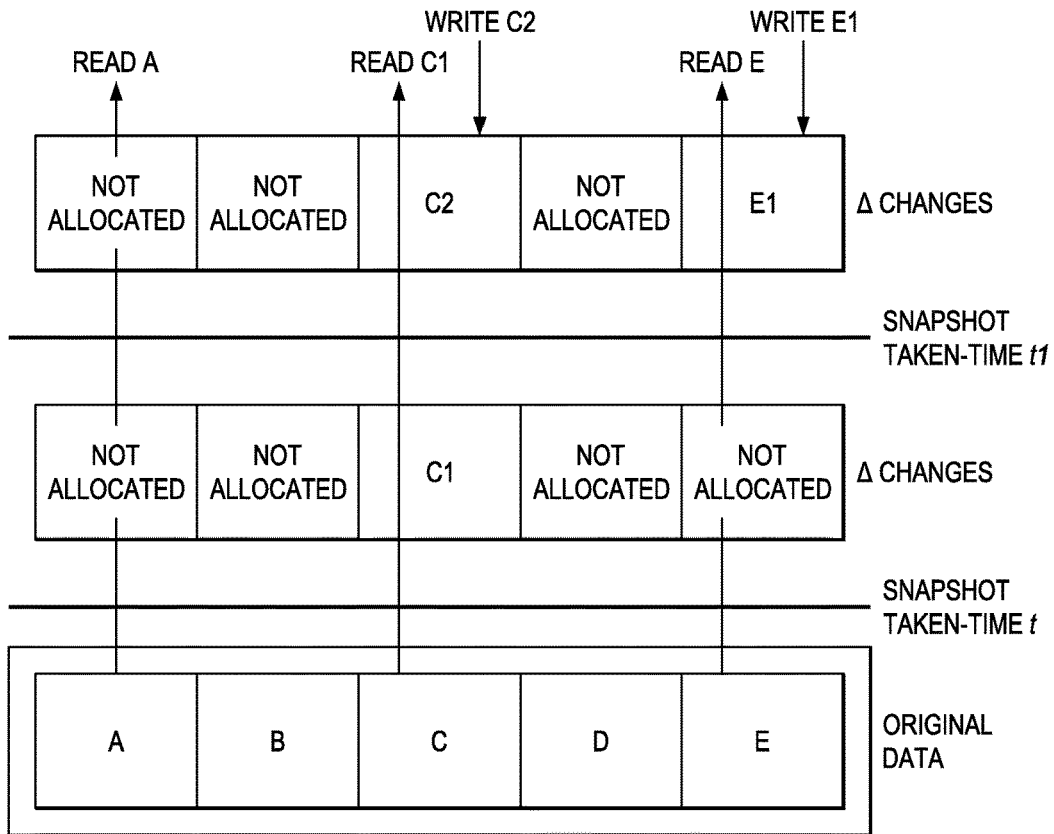 WRITE C2
WRITE E1
READ A
READ C1
READ E
NOT
ALLOCATED
NOT
ALLOCATED
C2
NOT
ALLOCATED
E1
Δ CHANGES
SNAPSHOT
TAKEN-TIME t1
NOT
ALLOCATED
NOT
ALLOCATED
C1
NOT
ALLOCATED
NOT
ALLOCATED
Δ CHANGES
SNAPSHOT
TAKEN-TIME t
A
B
C
D
E
ORIGINAL
DATA